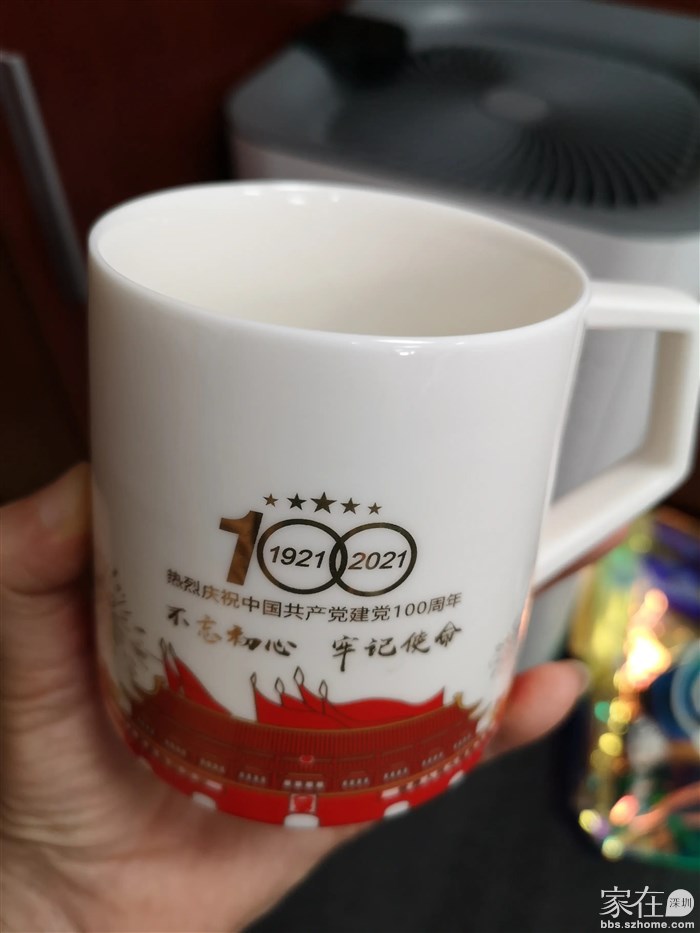 100
1921 2021
热烈庆祝中国共产党建党100周年
不忘初心 牢记使命
家在深圳
bbs.szhome.com